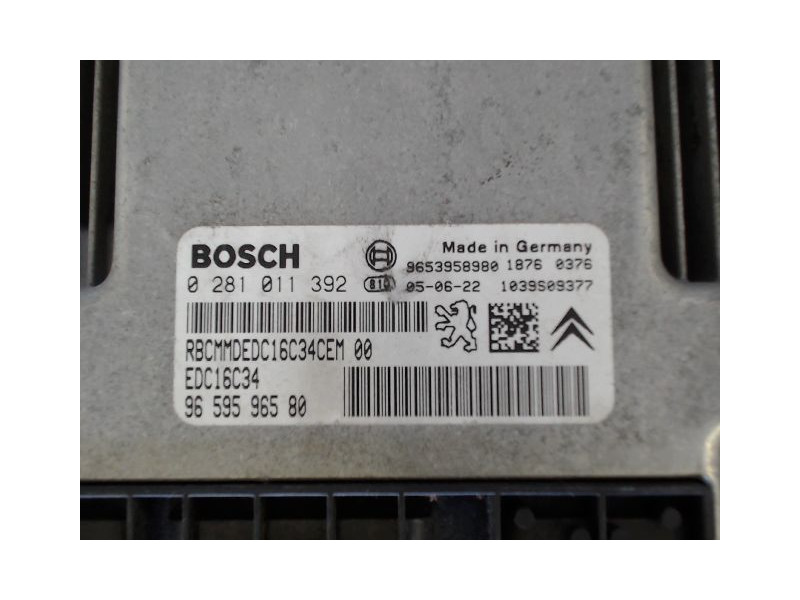 BOSCH
Made in Germany
9653958980 1876 0376
0 281 011 392
810
05-06-22 1039S09377
RBCMMDEDC16C34CEM 00
EDC16C34
96 595 965 80